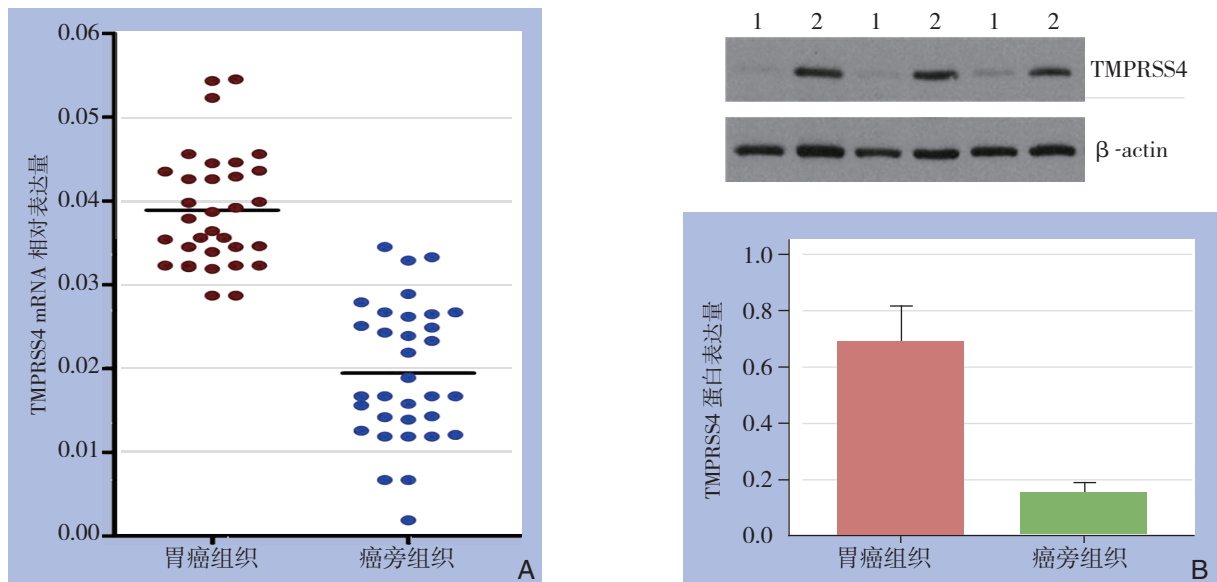 0.06
0.05
0.04
0.03
0.02
0.01
0.00
TMPRSS4 mRNA 相对表达量
胃癌组织 癌旁组织
A
1 2 1 2 1 2
TMPRSS4
β-actin
1.0
0.8
0.6
0.4
0.2
0.0
TMPRSS4 蛋白表达量
胃癌组织 癌旁组织
B